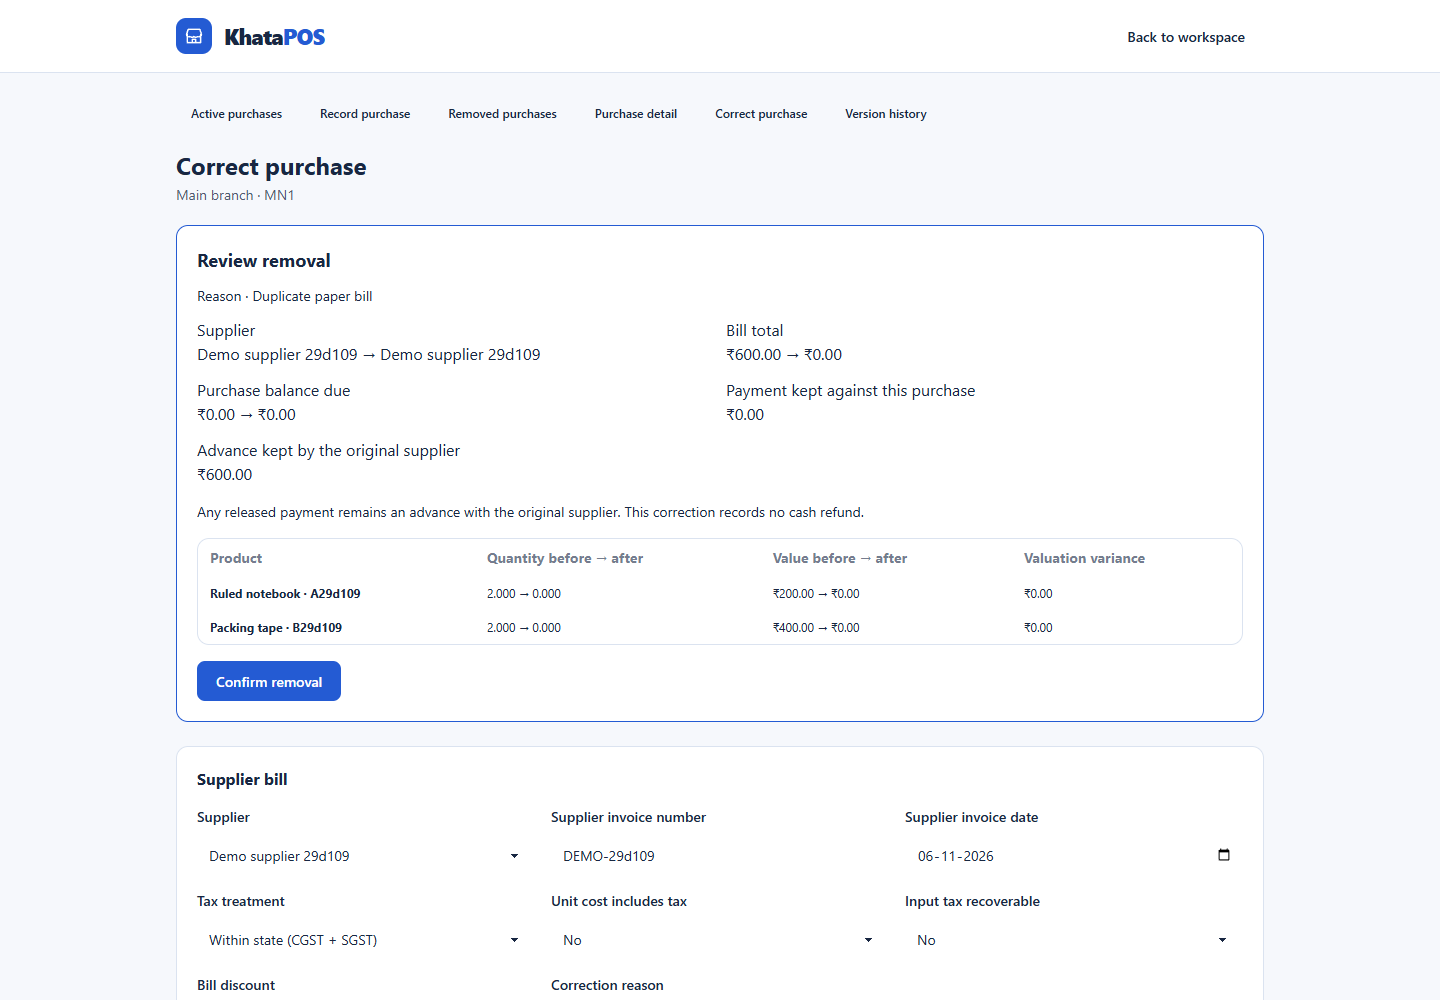 KhataPOS
Back to workspace
Active purchases Record purchase Removed purchases Purchase detail Correct purchase Version history
Correct purchase
Main branch · MN1
Review removal
Reason · Duplicate paper bill
Supplier
Demo supplier 29d109 → Demo supplier 29d109
Bill total
₹600.00 → ₹0.00
Purchase balance due
₹0.00 → ₹0.00
Payment kept against this purchase
₹0.00
Advance kept by the original supplier
₹600.00
Any released payment remains an advance with the original supplier. This correction records no cash refund.
Product Quantity before → after Value before → after Valuation variance
Ruled notebook · A29d109 2.000 → 0.000 ₹200.00 → ₹0.00 ₹0.00
Packing tape · B29d109 2.000 → 0.000 ₹400.00 → ₹0.00 ₹0.00
Confirm removal
Supplier bill
Supplier Supplier invoice number Supplier invoice date
Demo supplier 29d109 DEMO-29d109 06-11-2026
Tax treatment Unit cost includes tax Input tax recoverable
Within state (CGST + SGST) No No
Bill discount Correction reason